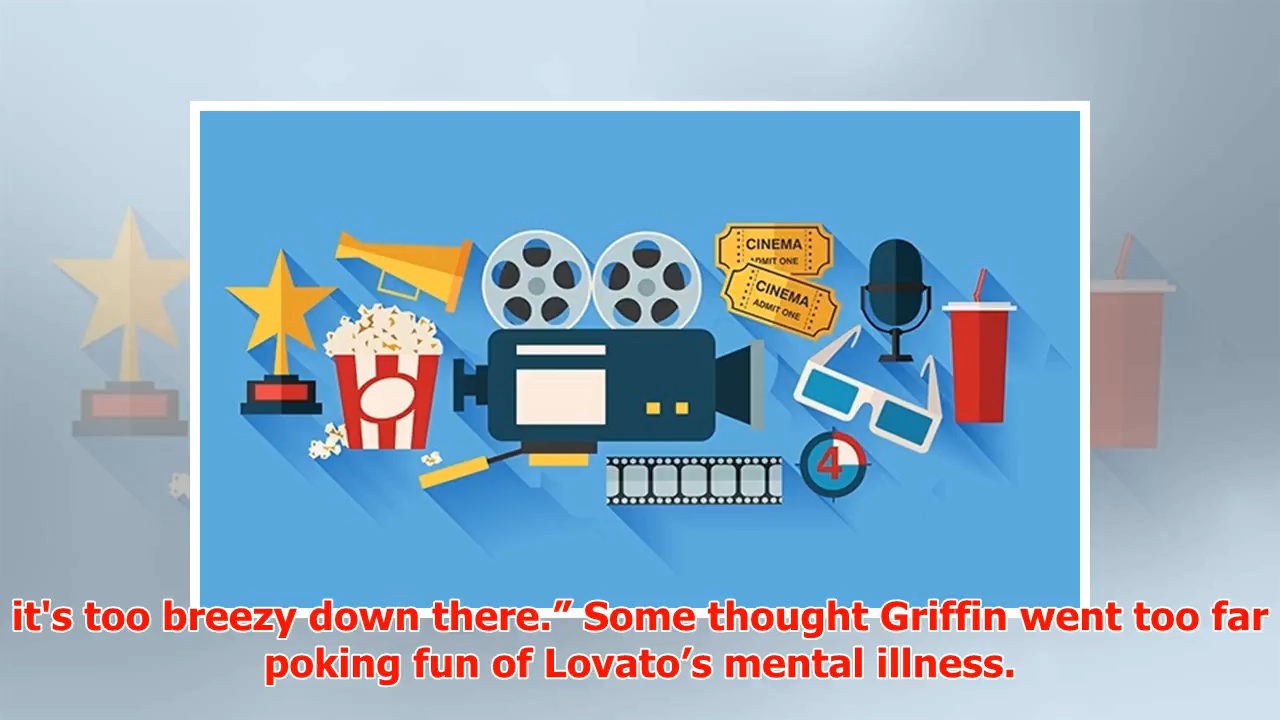 CINEMA
ADMIT ONE
CINEMA
ADMIT ONE
4
it's too breezy down there.” Some thought Griffin went too far
poking fun of Lovato’s mental illness.